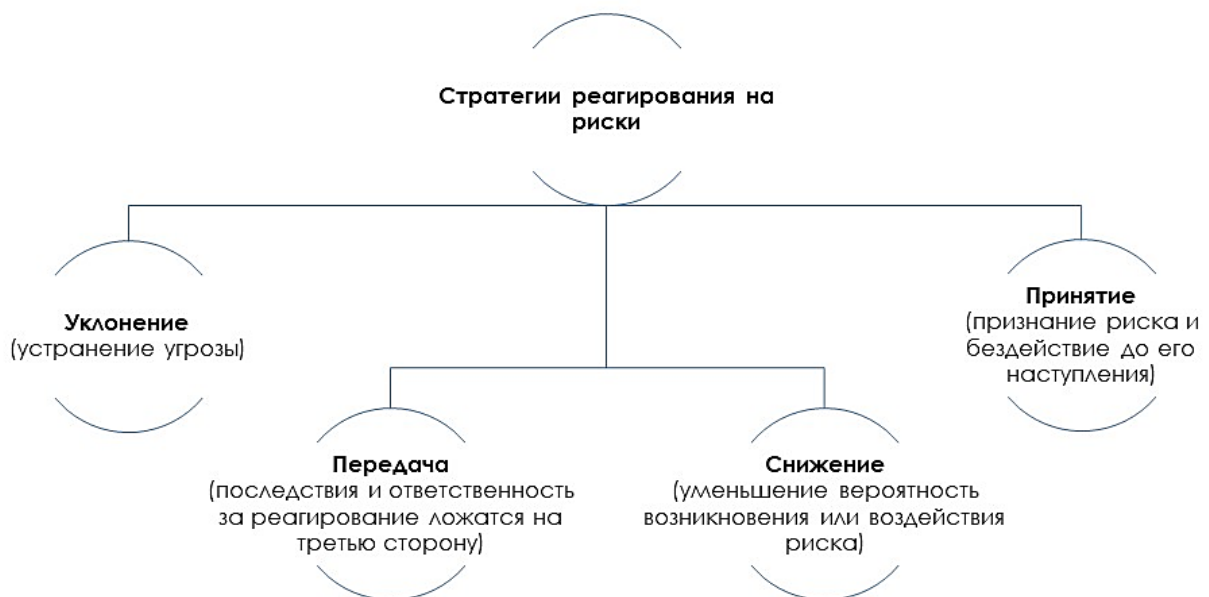 Стратегии реагирования на
риски
Уклонение
(устранение угрозы)
Принятие
(признание риска и
бездействие до его
наступления)
Передача
(последствия и ответственность
за реагирование ложатся на
третью сторону)
Снижение
(уменьшение вероятность
возникновения или воздействия
риска)